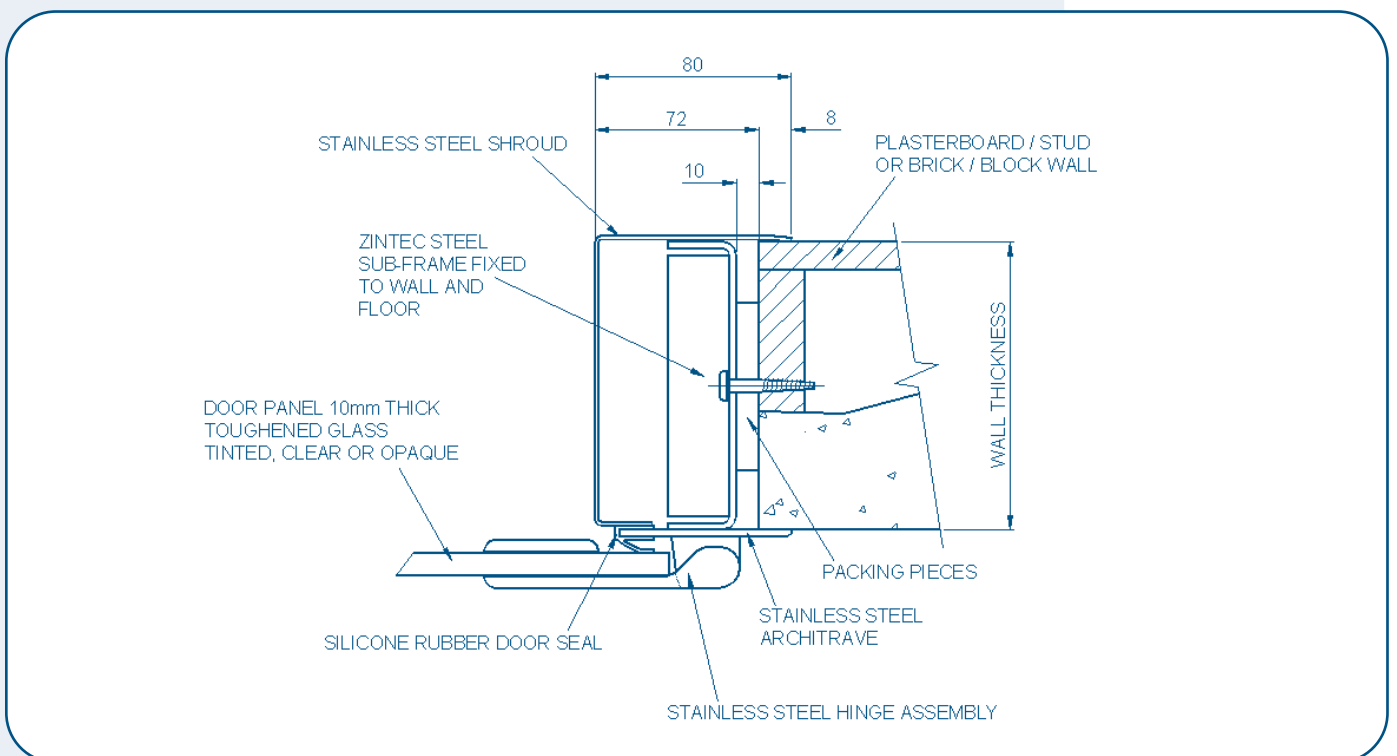 80
72
8
STAINLESS STEEL SHROUD
PLASTERBOARD / STUD
OR BRICK / BLOCK WALL
10
ZINTEC STEEL
SUB-FRAME FIXED
TO WALL AND
FLOOR
WALL THICKNESS
DOOR PANEL 10mm THICK
TOUGHENED GLASS
TINTED, CLEAR OR OPAQUE
PACKING PIECES
STAINLESS STEEL
ARCHITRAVE
SILICONE RUBBER DOOR SEAL
STAINLESS STEEL HINGE ASSEMBLY